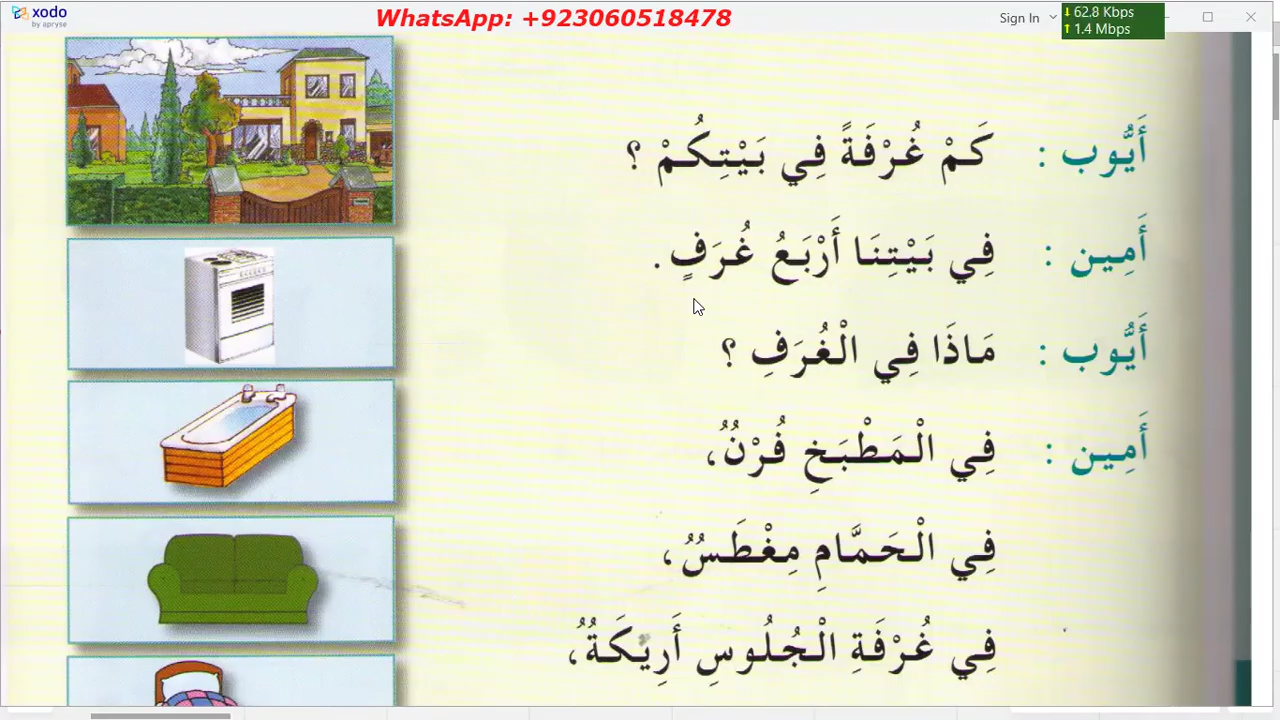 xodo
by apryse
WhatsApp: +923060518478
Sign In
62.8 Kbps
1.4 Mbps
أَيُّوب : كَمْ غُرْفَةً فِي بَيْتِكُمْ ؟
أَمِين : فِي بَيْتِنَا أَرْبَعُ غُرَفٍ .
أَيُّوب : مَاذَا فِي الْغُرَفِ ؟
أَمِين : فِي الْمَطْبَخِ فُرْنٌ،
فِي الْحَمَّامِ مِغْطَسٌ،
فِي غُرْفَةِ الْجُلُوسِ أَرِيكَةٌ،